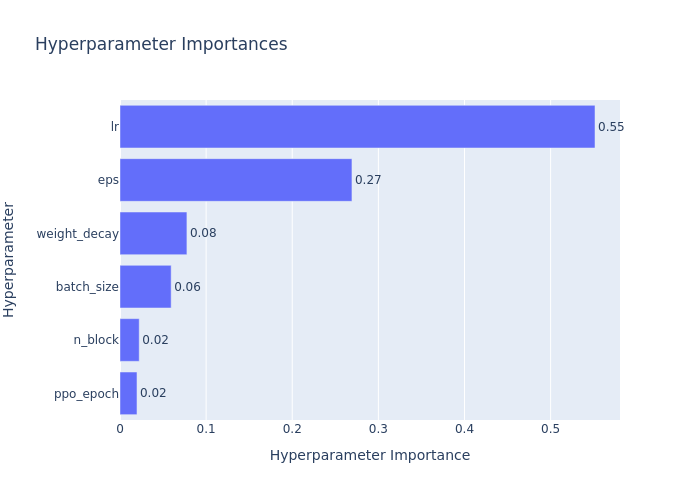 Hyperparameter Importances
Hyperparameter
lr
0.55
eps
0.27
weight_decay
0.08
batch_size
0.06
n_block
0.02
ppo_epoch
0.02
0
0.1
0.2
0.3
0.4
0.5
Hyperparameter Importance